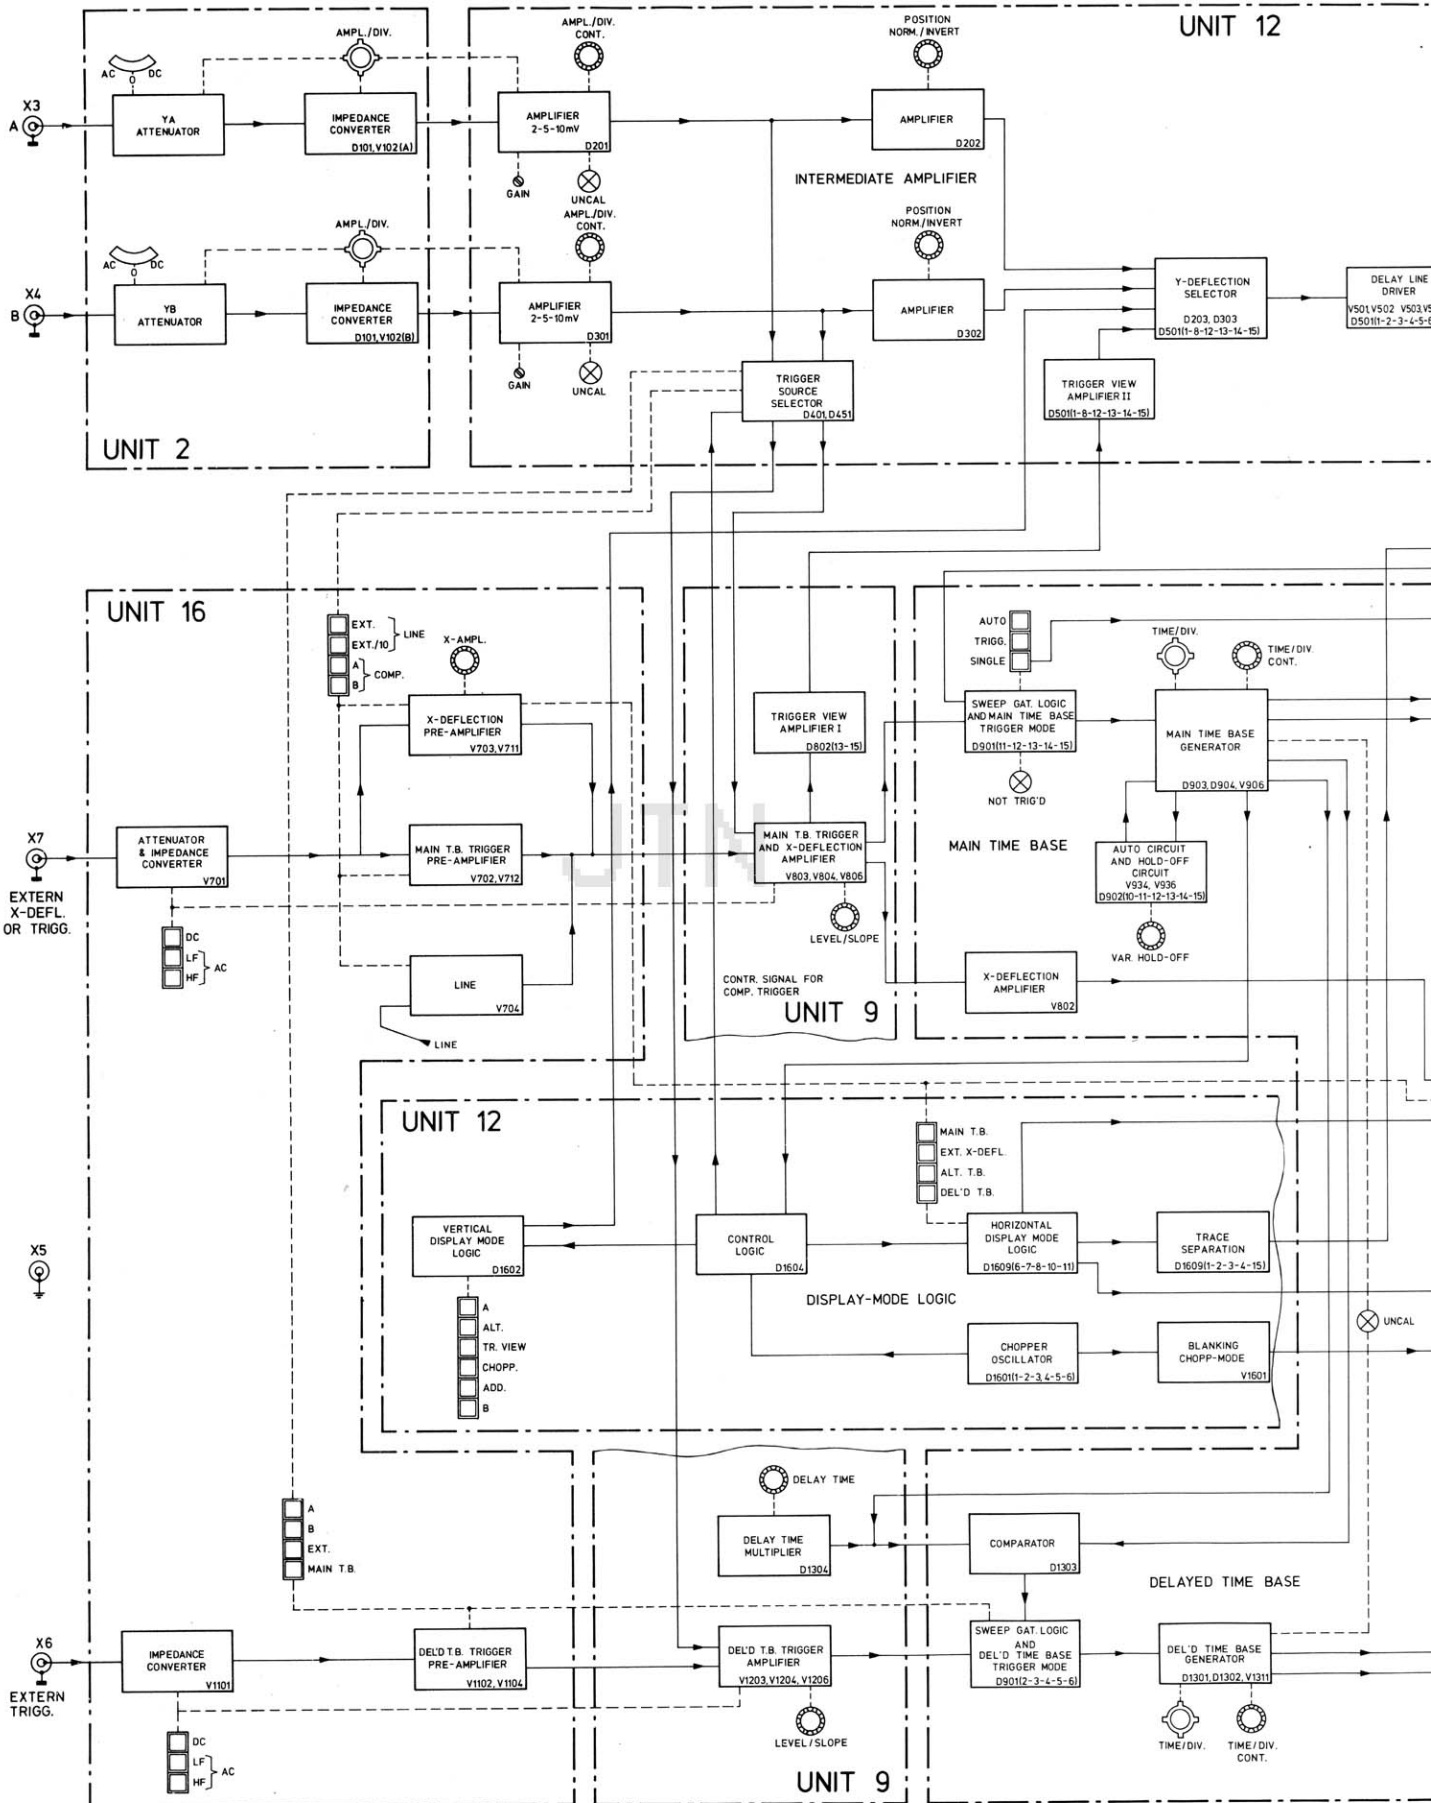 UNIT 12
AMPL./DIV.
AMPL./DIV.
CONT.
POSITION
NORM./INVERT
AC
0
DC
X3
A
YA
ATTENUATOR
IMPEDANCE
CONVERTER
D101,V102(A)
AMPLIFIER
2-5-10mV
D201
AMPLIFIER
D202
GAIN
UNCAL
INTERMEDIATE AMPLIFIER
AMPL./DIV.
AMPL./DIV.
CONT.
POSITION
NORM./INVERT
AC
0
DC
X4
B
YB
ATTENUATOR
IMPEDANCE
CONVERTER
D101,V102(B)
AMPLIFIER
2-5-10mV
D301
AMPLIFIER
D302
Y-DEFLECTION
SELECTOR
D203, D303
D501(1-8-12-13-14-15)
DELAY LINE
DRIVER
V501,V502 V503,V5
D501(1-2-3-4-5-6
GAIN
UNCAL
TRIGGER
SOURCE
SELECTOR
D401, D451
TRIGGER VIEW
AMPLIFIER II
D501(1-8-12-13-14-15)
UNIT 2
UNIT 16
EXT.
EXT./10
LINE
A
B
COMP.
X-AMPL.
X-DEFLECTION
PRE-AMPLIFIER
V703, V711
TRIGGER VIEW
AMPLIFIER I
D802(13-15)
AUTO
TRIGG.
SINGLE
TIME/DIV.
TIME/DIV.
CONT.
SWEEP GAT. LOGIC
AND MAIN TIME BASE
TRIGGER MODE
D901(11-12-13-14-15)
MAIN TIME BASE
GENERATOR
D903, D904, V906
NOT TRIG'D
MAIN TIME BASE
JTN
X7
EXTERN
X-DEFL.
OR TRIGG.
ATTENUATOR
& IMPEDANCE
CONVERTER
V701
MAIN T.B. TRIGGER
PRE-AMPLIFIER
V702, V712
MAIN T.B. TRIGGER
AND X-DEFLECTION
AMPLIFIER
V803, V804, V806
AUTO CIRCUIT
AND HOLD-OFF
CIRCUIT
V934, V936
D902(10-11-12-13-14-15)
DC
LF
HF
AC
LEVEL/SLOPE
VAR. HOLD-OFF
LINE
V704
LINE
CONTR. SIGNAL FOR
COMP. TRIGGER
UNIT 9
X-DEFLECTION
AMPLIFIER
V802
UNIT 12
MAIN T.B.
EXT. X-DEFL.
ALT. T.B.
DEL'D T.B.
X5
VERTICAL
DISPLAY MODE
LOGIC
D1602
CONTROL
LOGIC
D1604
HORIZONTAL
DISPLAY MODE
LOGIC
D1609(6-7-8-10-11)
TRACE
SEPARATION
D1609(1-2-3-4-15)
DISPLAY-MODE LOGIC
A
ALT.
TR. VIEW
CHOPP.
ADD.
B
CHOPPER
OSCILLATOR
D1601(1-2-3, 4-5-6)
BLANKING
CHOPP-MODE
V1601
UNCAL
DELAY TIME
A
B
EXT.
MAIN T.B.
DELAY TIME
MULTIPLIER
D1304
COMPARATOR
D1303
DELAYED TIME BASE
X6
EXTERN
TRIGG.
IMPEDANCE
CONVERTER
V1101
DEL'D T.B. TRIGGER
PRE-AMPLIFIER
V1102, V1104
DEL'D T.B. TRIGGER
AMPLIFIER
V1203, V1204, V1206
SWEEP GAT. LOGIC
AND
DEL'D TIME BASE
TRIGGER MODE
D901(2-3-4-5-6)
DEL'D TIME BASE
GENERATOR
D1301, D1302, V1311
DC
LF
HF
AC
LEVEL/SLOPE
TIME/DIV.
TIME/DIV.
CONT.
UNIT 9